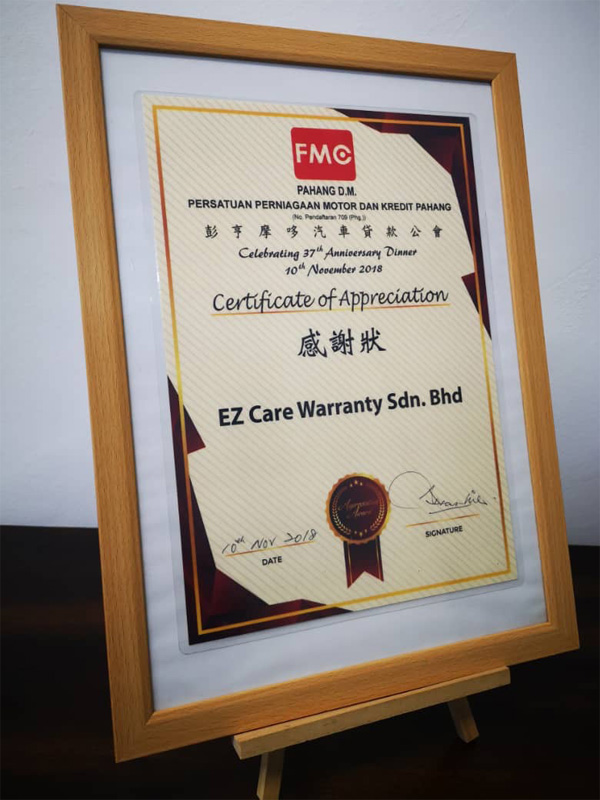 FMC
PAHANG D.M.
PERSATUAN PERNIAGAAN MOTOR DAN KREDIT PAHANG
(No. Pendaftaran 709 (Phg.))
彭亨摩哆汽車貸款公會
Celebrating 37th Anniversary Dinner
10th November 2018
Certificate of Appreciation
感謝狀
EZ Care Warranty Sdn. Bhd
10th Nov 2018
DATE
SIGNATURE